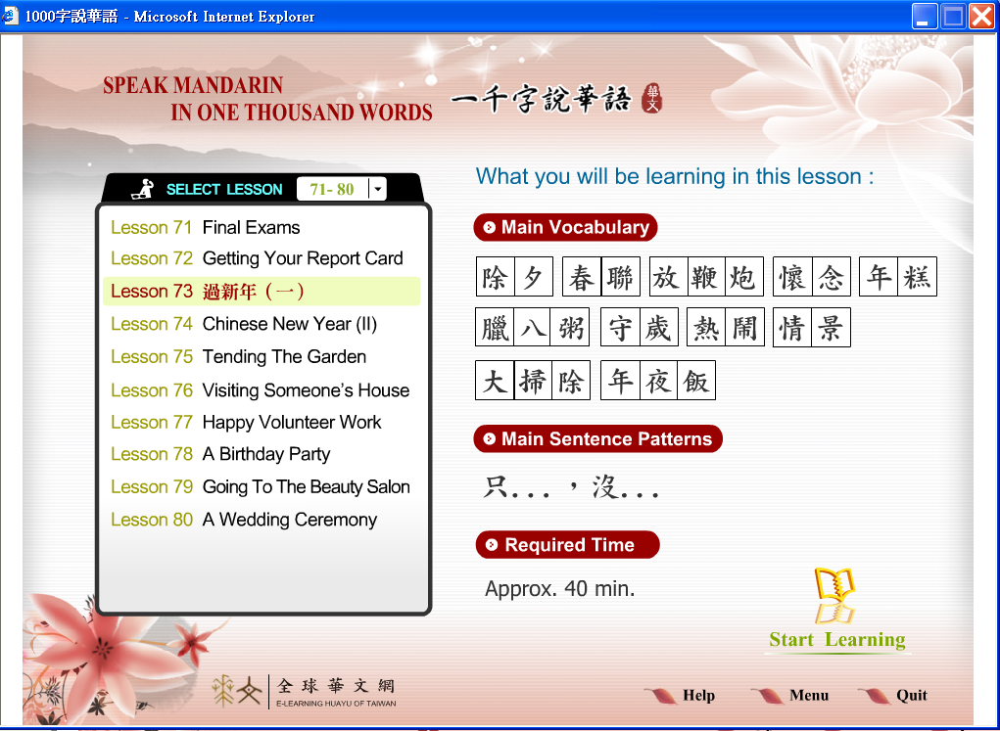 1000字說華語 - Microsoft Internet Explorer
SPEAK MANDARIN
IN ONE THOUSAND WORDS
一千字說華語 華文
SELECT LESSON 71- 80
Lesson 71 Final Exams
Lesson 72 Getting Your Report Card
Lesson 73 過新年（一）
Lesson 74 Chinese New Year (II)
Lesson 75 Tending The Garden
Lesson 76 Visiting Someone's House
Lesson 77 Happy Volunteer Work
Lesson 78 A Birthday Party
Lesson 79 Going To The Beauty Salon
Lesson 80 A Wedding Ceremony
What you will be learning in this lesson :
Main Vocabulary
除夕 春聯 放鞭炮 懷念 年糕
臘八粥 守歲 熱鬧 情景
大掃除 年夜飯
Main Sentence Patterns
只...，沒...
Required Time
Approx. 40 min.
Start Learning
全球華文網
E-LEARNING HUAYU OF TAIWAN
Help Menu Quit